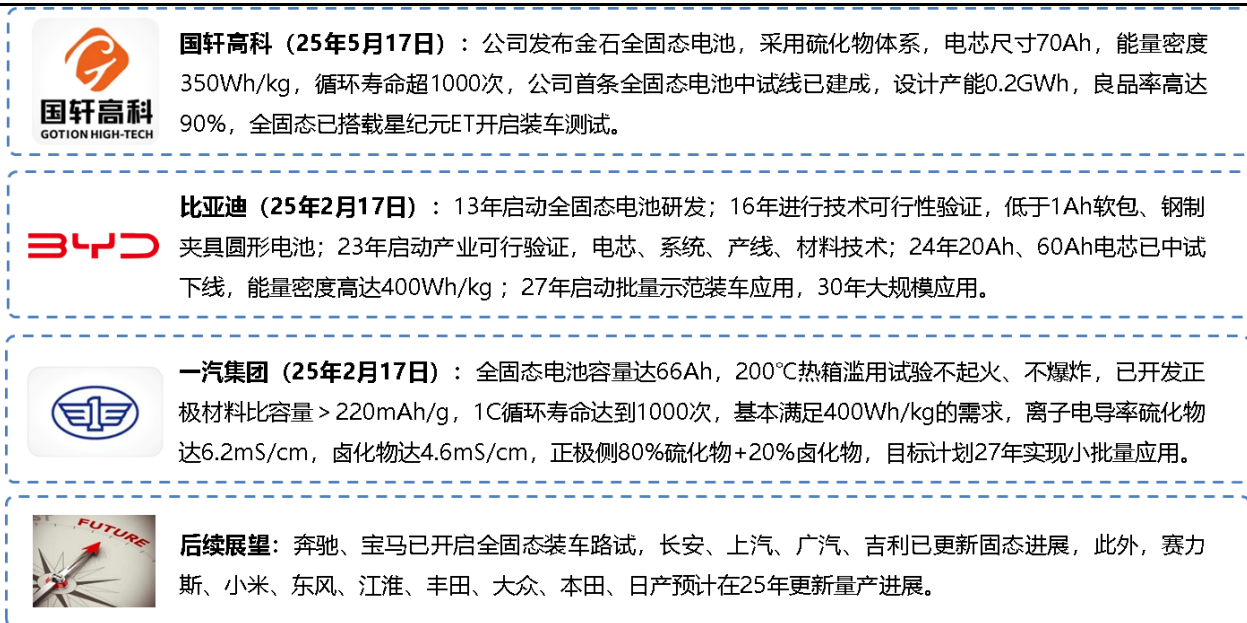 国轩高科（25年5月17日）：公司发布金石全固态电池，采用硫化物体系，电芯尺寸70Ah，能量密度
350Wh/kg，循环寿命超1000次，公司首条全固态电池中试线已建成，设计产能0.2GWh，良品率高达
90%，全固态已搭载星纪元ET开启装车测试。
国轩高科
GOTION HIGH-TECH
比亚迪（25年2月17日）：13年启动全固态电池研发；16年进行技术可行性验证，低于1Ah软包、钢制
夹具圆形电池；23年启动产业可行验证，电芯、系统、产线、材料技术；24年20Ah、60Ah电芯已中试
下线，能量密度高达400Wh/kg；27年启动批量示范装车应用，30年大规模应用。
BYD
一汽集团（25年2月17日）：全固态电池容量达66Ah，200℃热箱滥用试验不起火、不爆炸，已开发正
极材料比容量＞220mAh/g，1C循环寿命达到1000次，基本满足400Wh/kg的需求，离子电导率硫化物
达6.2mS/cm，卤化物达4.6mS/cm，正极侧80%硫化物+20%卤化物，目标计划27年实现小批量应用。
1
后续展望：奔驰、宝马已开启全固态装车路试，长安、上汽、广汽、吉利已更新固态进展，此外，赛力
斯、小米、东风、江淮、丰田、大众、本田、日产预计在25年更新量产进展。
FUTURE